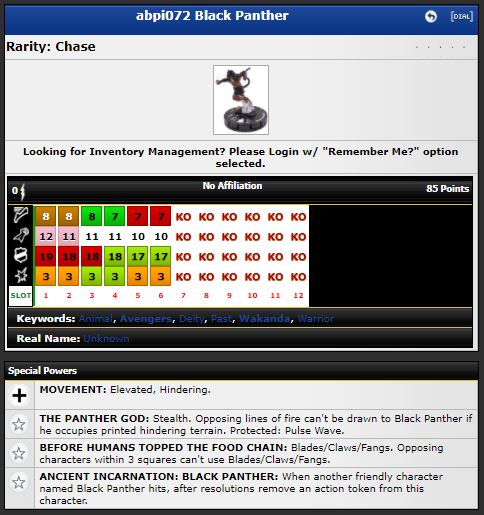 abpi072 Black Panther
[DIAL]
Rarity: Chase
Looking for Inventory Management? Please Login w/ "Remember Me?" option
selected.
0 No Affiliation 85 Points
8 8 8 7 7 7 KO KO KO KO KO KO
12 11 11 11 10 10 KO KO KO KO KO KO
19 18 18 18 17 17 KO KO KO KO KO KO
3 3 3 3 3 3 KO KO KO KO KO KO
SLOT 1 2 3 4 5 6 7 8 9 10 11 12
Keywords: Animal, Avengers, Deity, Past, Wakanda, Warrior
Real Name: Unknown
Special Powers
MOVEMENT: Elevated, Hindering.
THE PANTHER GOD: Stealth. Opposing lines of fire can't be drawn to Black Panther if
he occupies printed hindering terrain. Protected: Pulse Wave.
BEFORE HUMANS TOPPED THE FOOD CHAIN: Blades/Claws/Fangs. Opposing
characters within 3 squares can't use Blades/Claws/Fangs.
ANCIENT INCARNATION: BLACK PANTHER: When another friendly character
named Black Panther hits, after resolutions remove an action token from this
character.